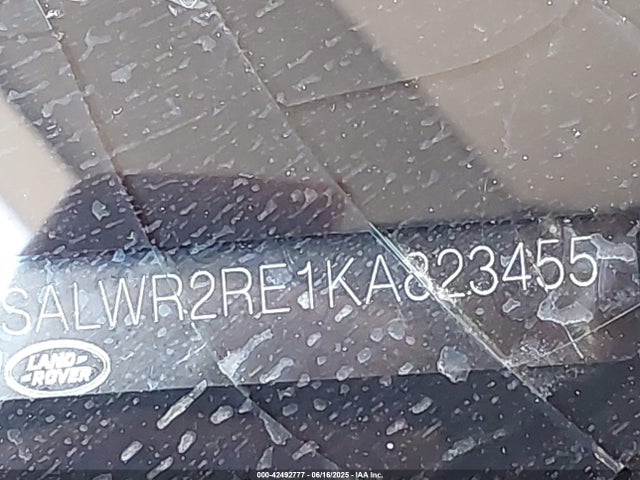 SALWR2RE1KA823455
LAND-
-ROVER
000-42492777 - 06/16/2025 - IAA Inc.